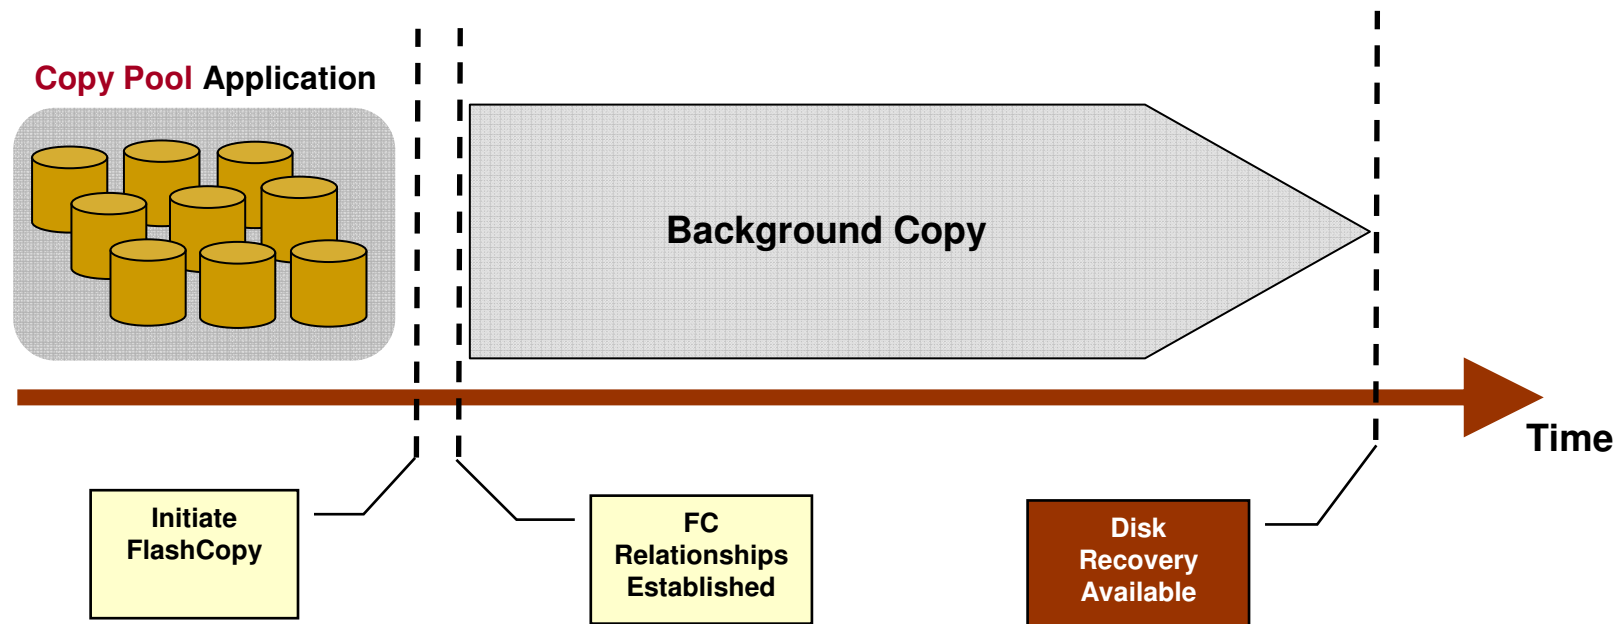 Copy Pool Application
Background Copy
Time
Initiate
FlashCopy
FC
Relationships
Established
Disk
Recovery
Available